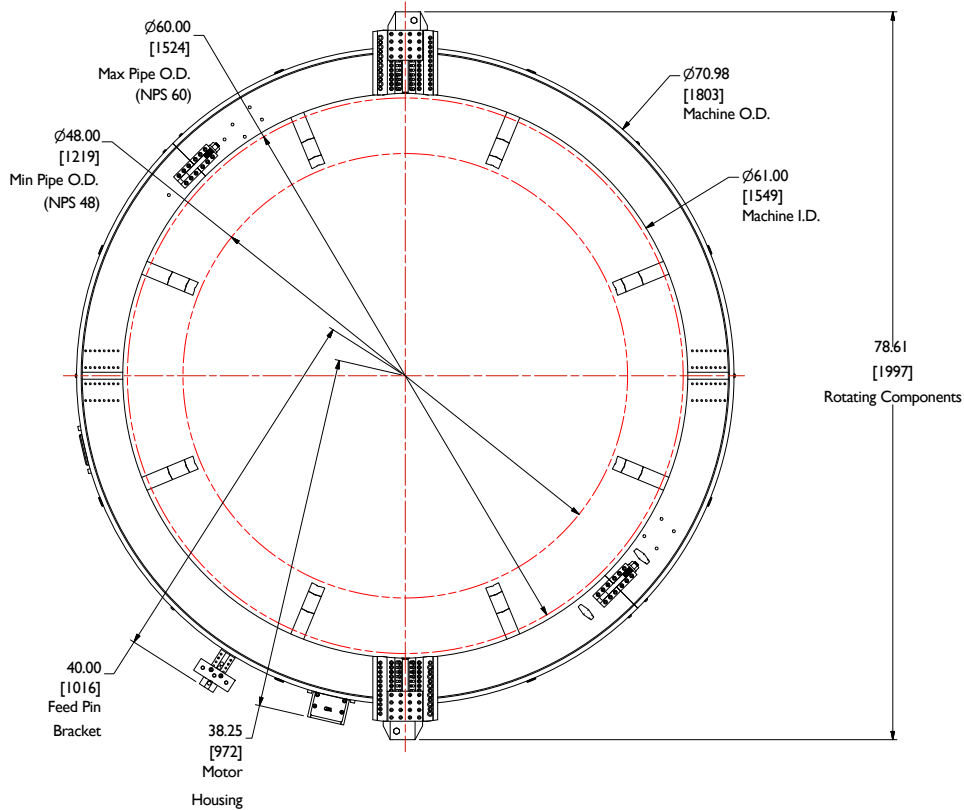 Ø60.00
[1524]
Max Pipe O.D.
(NPS 60)
Ø48.00
[1219]
Min Pipe O.D.
(NPS 48)
Ø70.98
[1803]
Machine O.D.
Ø61.00
[1549]
Machine I.D.
78.61
[1997]
Rotating Components
40.00
[1016]
Feed Pin
Bracket
38.25
[972]
Motor
Housing